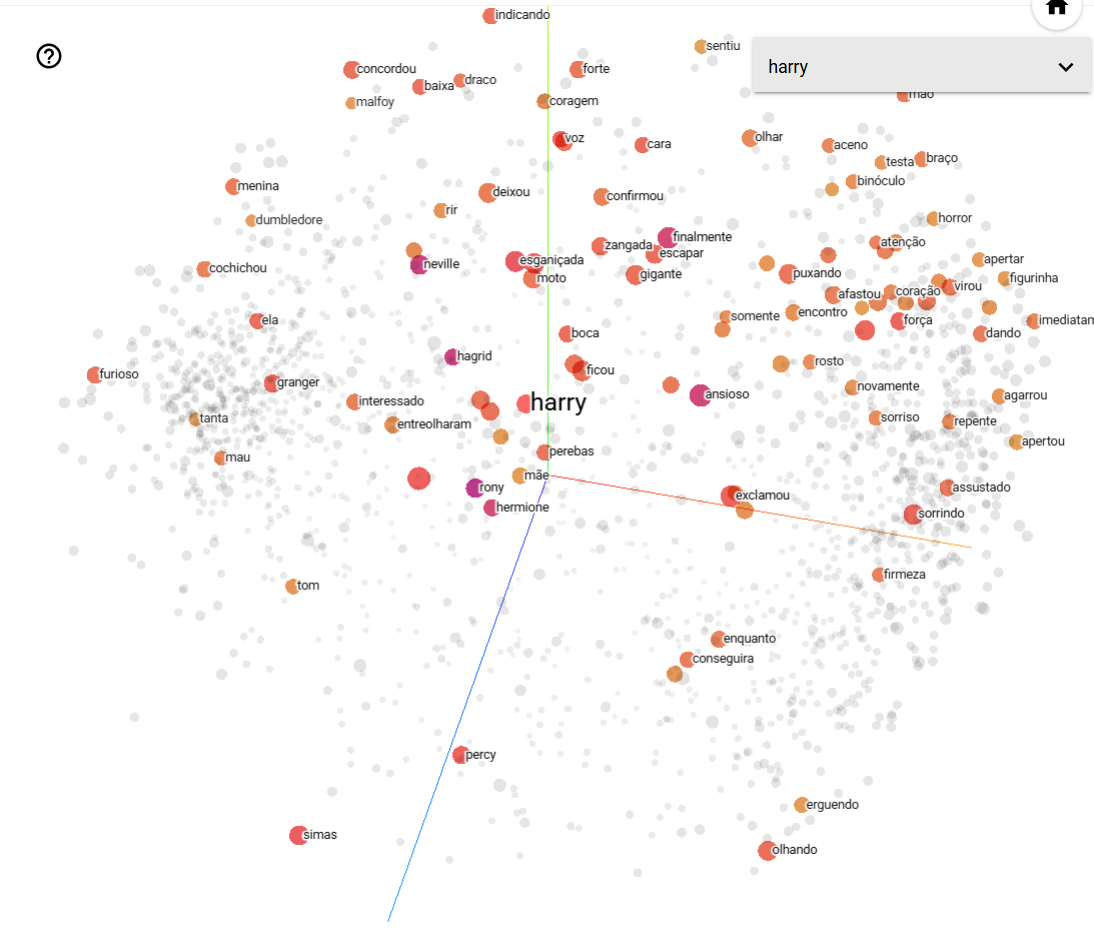 indicando
sentiu
harry
concordou
forte
baixa
draco
mao
malfoy
coragem
voz
cara
olhar
aceno
testa
braço
binóculo
menina
deixou
confirmou
rir
dumbledore
horror
finalmente
zangada
atenção
escapar
esganiçada
apertar
neville
cochichou
gigante
puxando
moto
figurinha
virou
afastou
coração
encontro
somente
ela
força
imediatam
boca
dando
hagrid
rosto
ficou
furioso
granger
novamente
ansioso
agarrou
interessado
harry
tanta
entreolharam
sorriso
repente
apertou
perebas
mau
mãe
rony
assustado
exclamou
hermione
sorrindo
firmeza
tom
enquanto
conseguira
percy
erguendo
simas
olhando